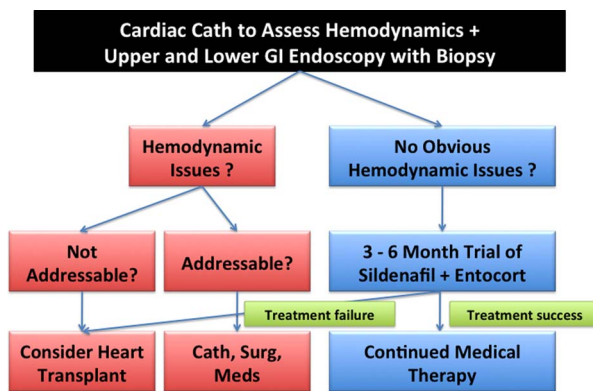 Cardiac Cath to Assess Hemodynamics +
Upper and Lower GI Endoscopy with Biopsy
Hemodynamic
Issues ?
No Obvious
Hemodynamic Issues ?
Not
Addressable?
Addressable?
3 - 6 Month Trial of
Sildenafil + Entocort
Treatment failure
Treatment success
Consider Heart
Transplant
Cath, Surg,
Meds
Continued Medical
Therapy